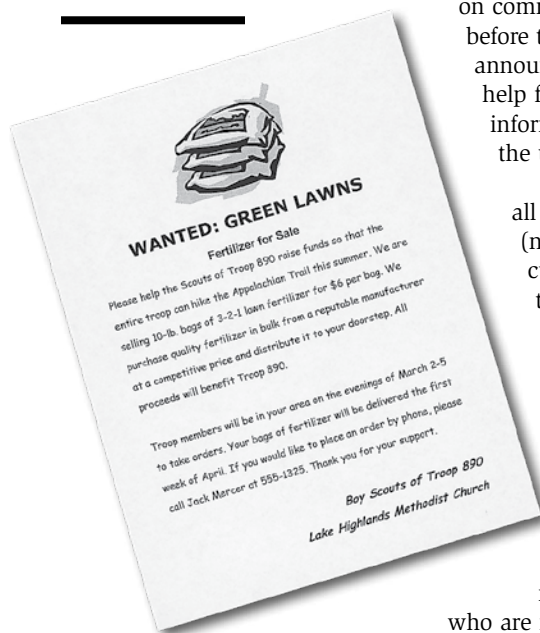 on comm
before t
annou
help f
inform
the t
all
who are
WANTED: GREEN LAWNS
Fertilizer for Sale
Please help the Scouts of Troop 890 raise funds so that the
entire troop can hike the Appalachian Trail this summer. We are
selling 10-lb. bags of 3-2-1 lawn fertilizer for $6 per bag. We
purchase quality fertilizer in bulk from a reputable manufacturer
at a competitive price and distribute it to your doorstep. All
proceeds will benefit Troop 890.
Troop members will be in your area on the evenings of March 2-5
to take orders. Your bags of fertilizer will be delivered the first
week of April. If you would like to place an order by phone, please
call Jack Mercer at 555-1325. Thank you for your support.
Boy Scouts of Troop 890
Lake Highlands Methodist Church